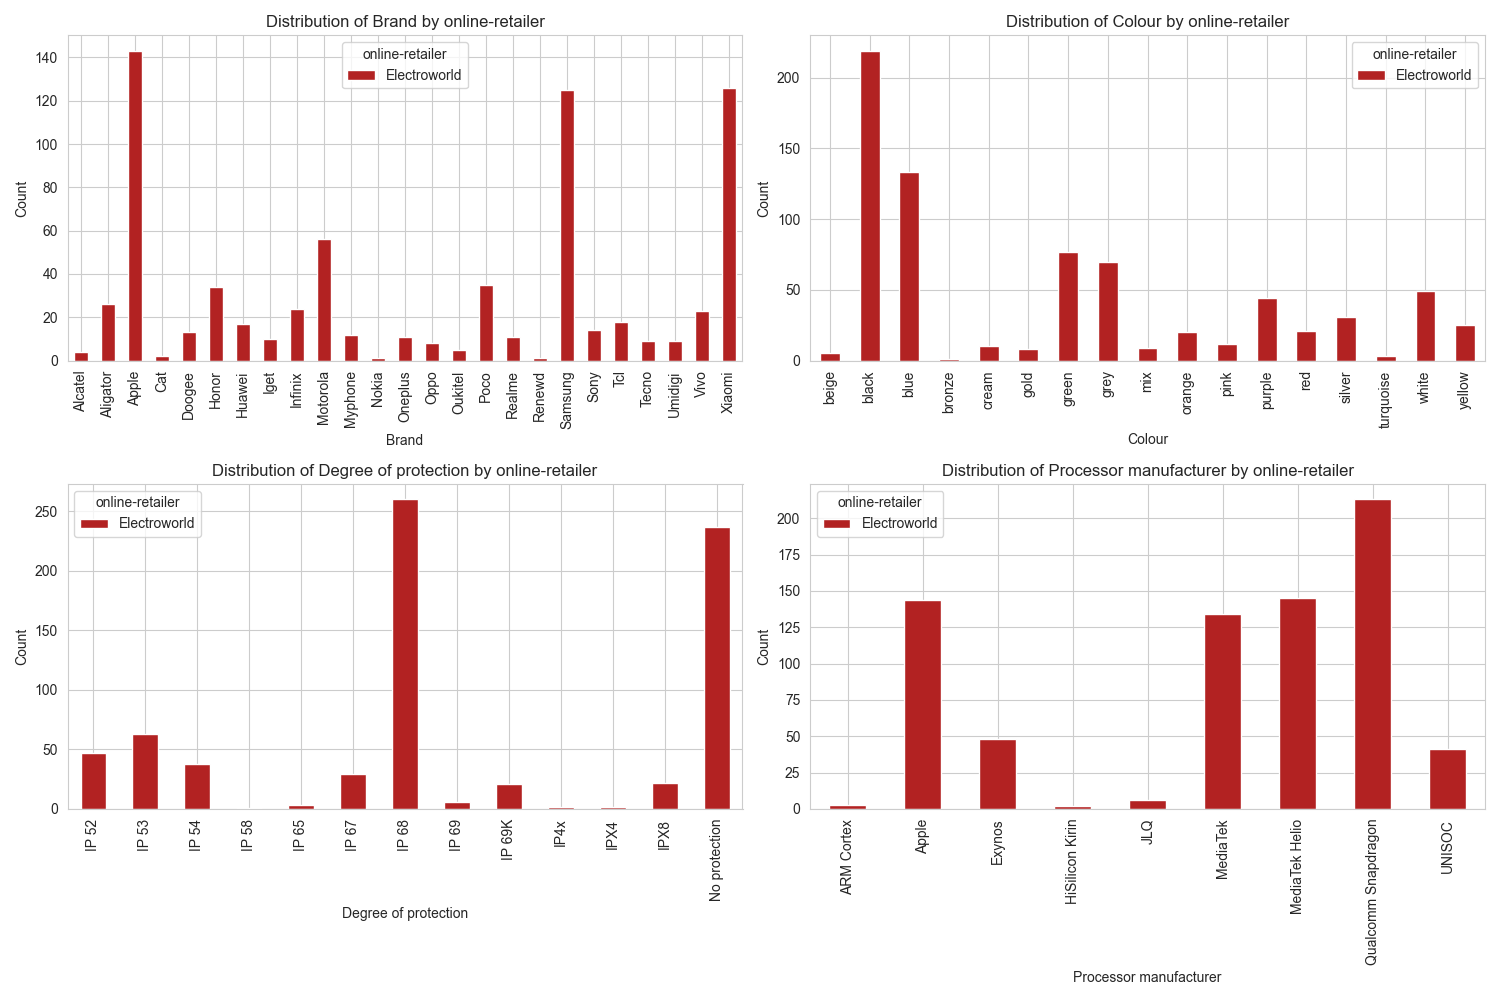 Distribution of Brand by online-retailer
online-retailer
Electroworld
140
120
100
80
60
40
20
0
Count
Alcatel
Aligator
Apple
Cat
Doogee
Honor
Huawei
Iget
Infinix
Motorola
Myphone
Nokia
Oneplus
Oppo
Oukitel
Poco
Realme
Renewd
Samsung
Sony
Tcl
Tecno
Umidigi
Vivo
Xiaomi
Brand
Distribution of Colour by online-retailer
online-retailer
Electroworld
200
150
100
50
0
Count
beige
black
blue
bronze
cream
gold
green
grey
mix
orange
pink
purple
red
silver
turquoise
white
yellow
Colour
Distribution of Degree of protection by online-retailer
online-retailer
Electroworld
250
200
150
100
50
0
Count
IP 52
IP 53
IP 54
IP 58
IP 65
IP 67
IP 68
IP 69
IP 69K
IP4x
IPX4
IPX8
No protection
Degree of protection
Distribution of Processor manufacturer by online-retailer
online-retailer
Electroworld
200
175
150
125
100
75
50
25
0
Count
ARM Cortex
Apple
Exynos
HiSilicon Kirin
JLQ
MediaTek
MediaTek Helio
Qualcomm Snapdragon
UNISOC
Processor manufacturer